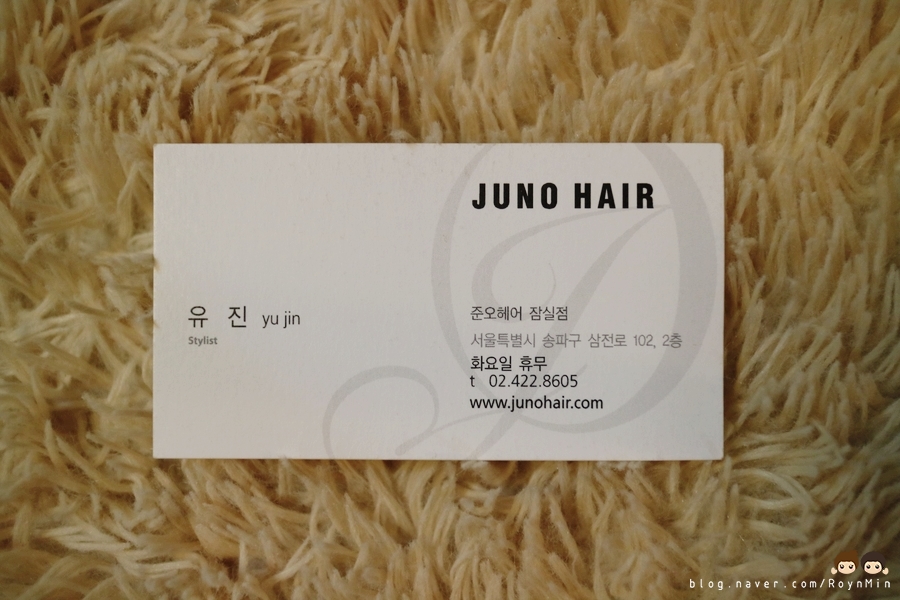 JUNO HAIR
유 진 yu jin
Stylist
준오헤어 잠실점
서울특별시 송파구 삼전로 102, 2층
화요일 휴무
t 02.422.8605
www.junohair.com
blog.naver.com/RoynMin